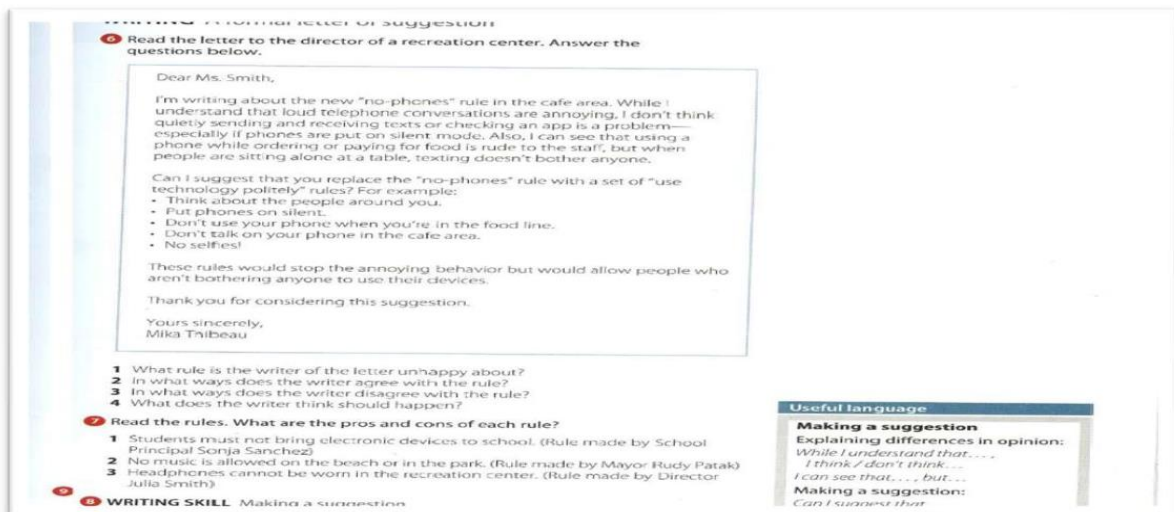 WRITING A formal letter of suggestion
6 Read the letter to the director of a recreation center. Answer the
questions below.
Dear Ms. Smith,
I'm writing about the new "no-phones" rule in the cafe area. While I
understand that loud telephone conversations are annoying, I don't think
quietly sending and receiving texts or checking an app is a problem—
especially if phones are put on silent mode. Also, I can see that using a
phone while ordering or paying for food is rude to the staff, but when
people are sitting alone at a table, texting doesn't bother anyone.
Can I suggest that you replace the "no-phones" rule with a set of "use
technology politely" rules? For example:
• Think about the people around you.
• Put phones on silent.
• Don't use your phone when you're in the food line.
• Don't talk on your phone in the cafe area.
• No selfies!
These rules would stop the annoying behavior but would allow people who
aren't bothering anyone to use their devices.
Thank you for considering this suggestion.
Yours sincerely,
Mika Thibeau
1 What rule is the writer of the letter unhappy about?
2 In what ways does the writer agree with the rule?
3 In what ways does the writer disagree with the rule?
4 What does the writer think should happen?
7 Read the rules. What are the pros and cons of each rule?
1 Students must not bring electronic devices to school. (Rule made by School
Principal Sonja Sanchez)
2 No music is allowed on the beach or in the park. (Rule made by Mayor Rudy Patak)
3 Headphones cannot be worn in the recreation center. (Rule made by Director
Julia Smith)
9
8 WRITING SKILL Making a suggestion
Useful language
Making a suggestion
Explaining differences in opinion:
While I understand that . . . ,
I think / don't think . . .
I can see that . . . , but . . .
Making a suggestion:
Can I suggest that